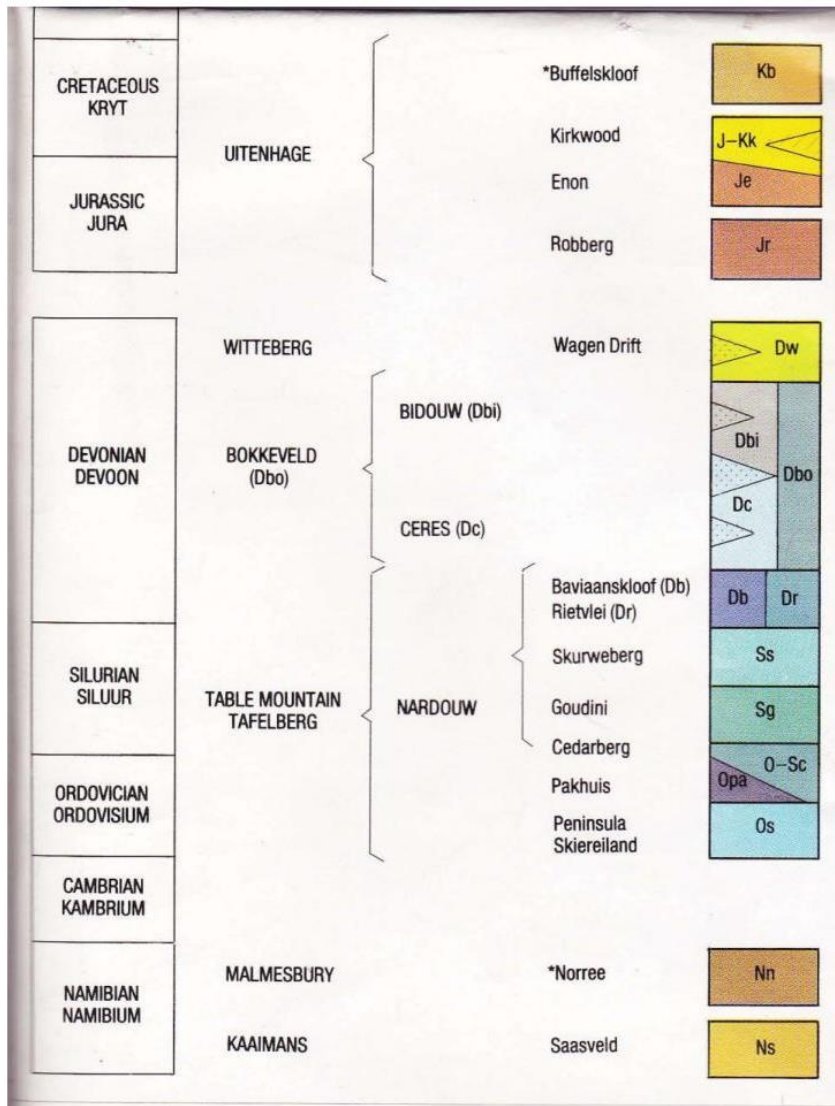 CRETACEOUS
KRYT
JURASSIC
JURA
UITENHAGE
*Buffelskloof
Kb
Kirkwood
J-Kk
Enon
Je
Robberg
Jr
DEVONIAN
DEVOON
WITTEBERG
Wagen Drift
Dw
BOKKEVELD
(Dbo)
BIDOUW (Dbi)
Dbi
Dbo
CERES (Dc)
Dc
SILURIAN
SILUUR
ORDOVICIAN
ORDOVISIUM
TABLE MOUNTAIN
TAFELBERG
NARDOUW
Baviaanskloof (Db)
Rietvlei (Dr)
Db
Dr
Skurweberg
Ss
Goudini
Sg
Cedarberg
O-Sc
Pakhuis
Opa
Peninsula
Skiereiland
Os
CAMBRIAN
KAMBRIUM
NAMIBIAN
NAMIBIUM
MALMESBURY
*Norree
Nn
KAAIMANS
Saasveld
Ns